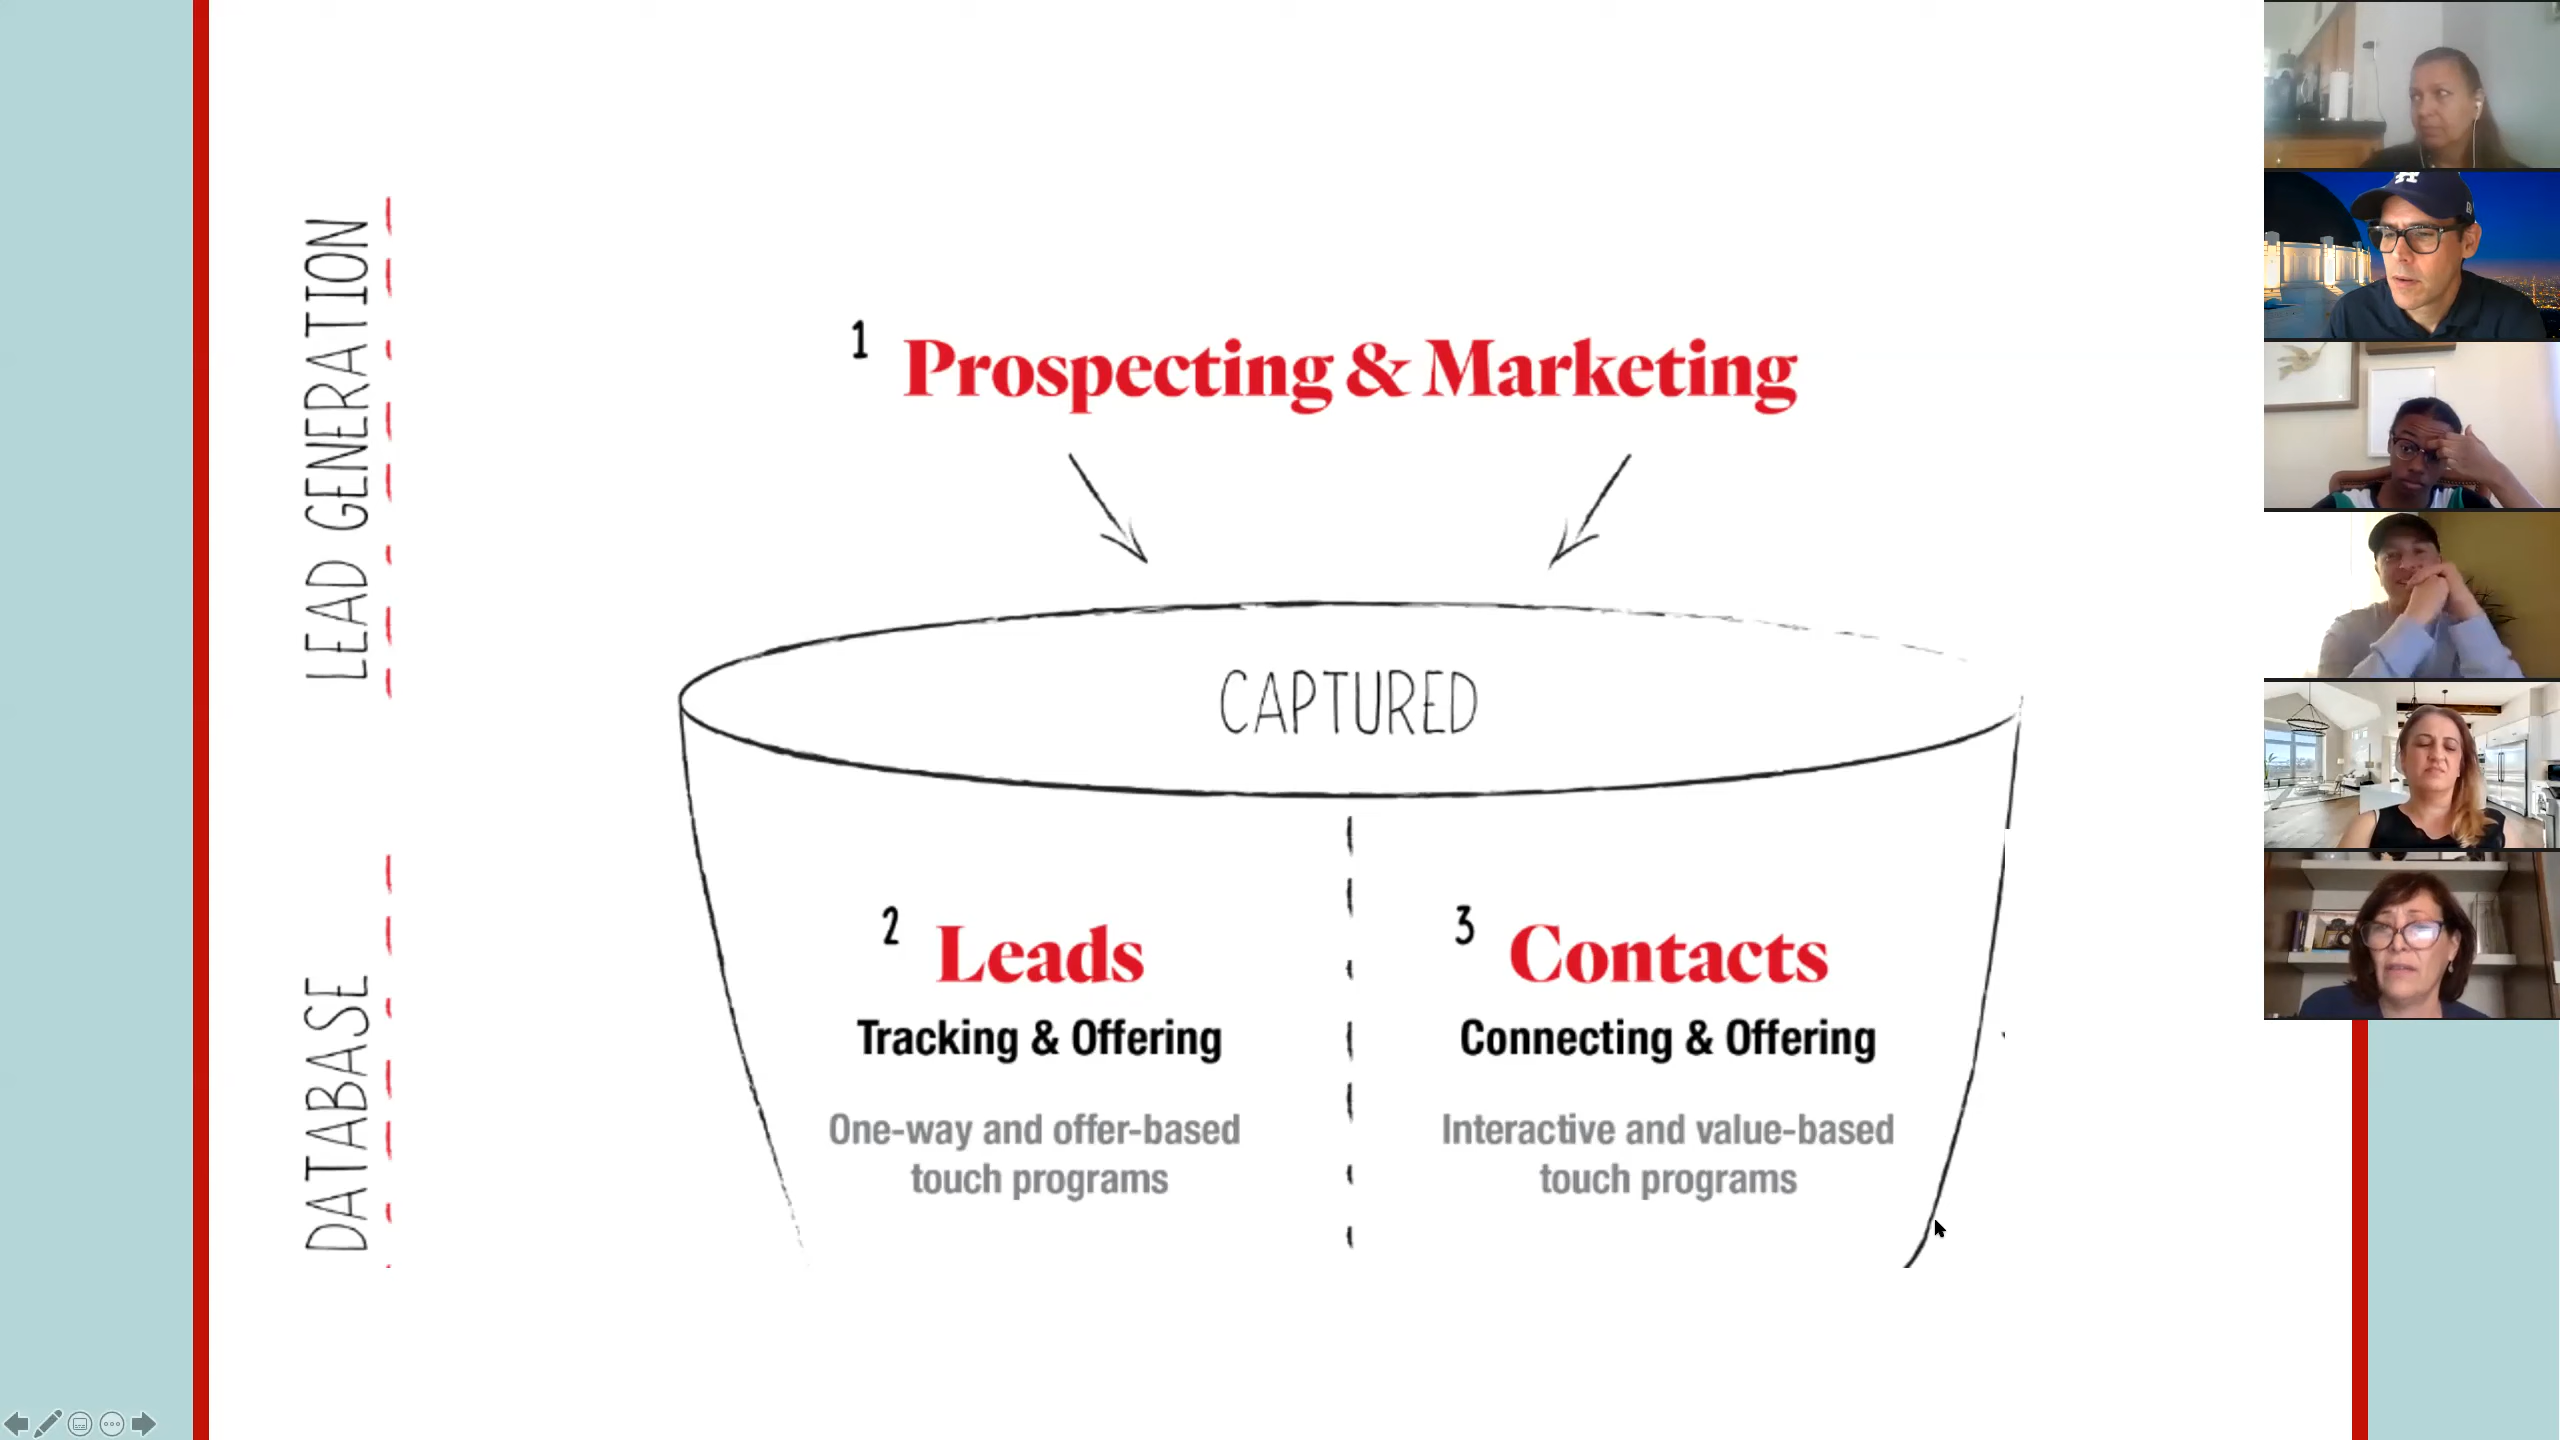 LEAD GENERATION
1 Prospecting & Marketing
CAPTURED
DATABASE
2 Leads
Tracking & Offering
One-way and offer-based
touch programs
3 Contacts
Connecting & Offering
Interactive and value-based
touch programs